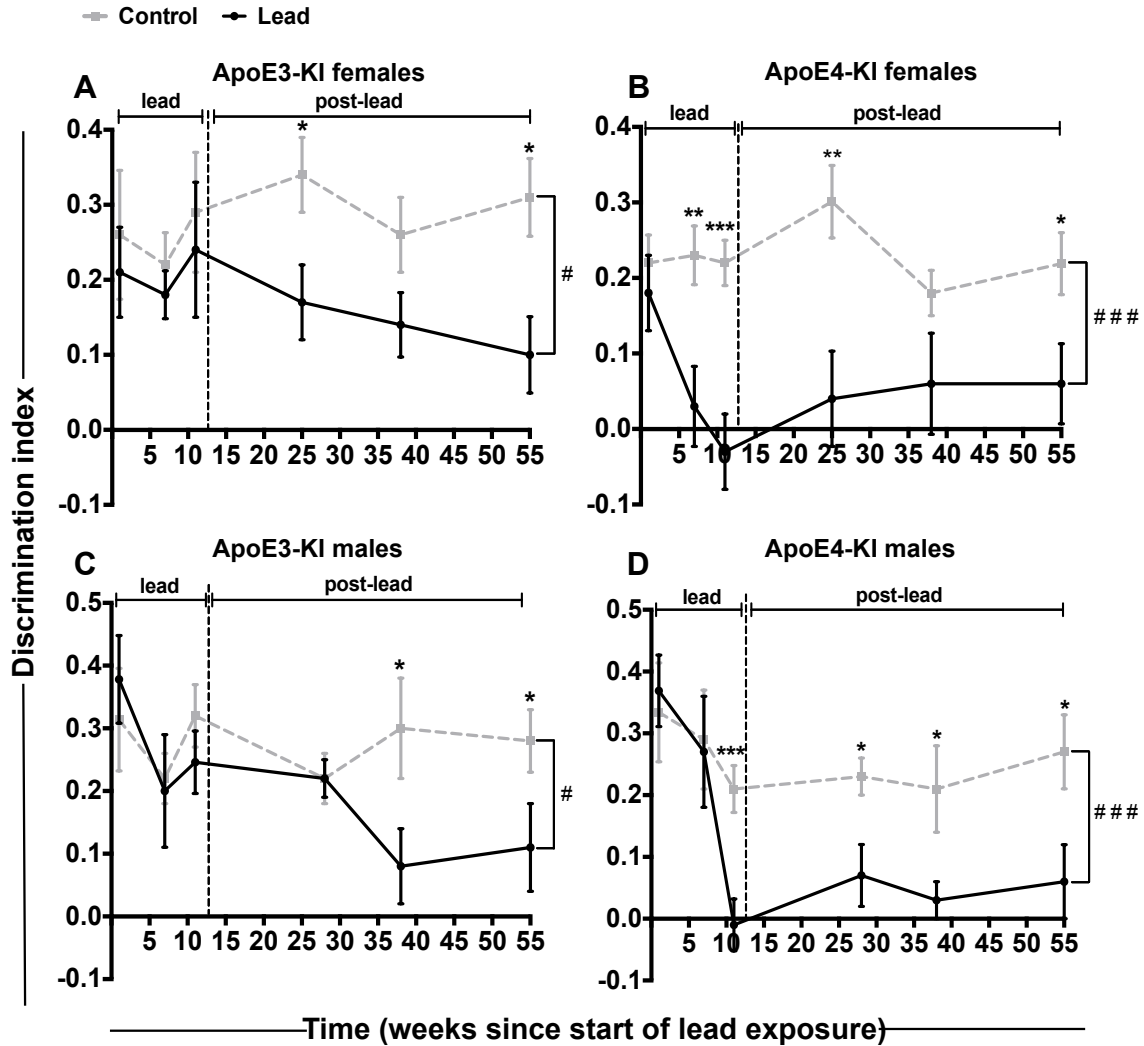 Control Lead
A ApoE3-KI females
lead post-lead
* *
0.4
0.3
0.2
0.1
0.0
-0.1
5 10 15 20 25 30 35 40 45 50 55
#
B ApoE4-KI females
lead post-lead
** *** ** *
0.4
0.3
0.2
0.1
0.0
-0.1
5 10 15 20 25 30 35 40 45 50 55
# # #
C ApoE3-KI males
lead post-lead
* *
0.5
0.4
0.3
0.2
0.1
0.0
-0.1
5 10 15 20 25 30 35 40 45 50 55
#
D ApoE4-KI males
lead post-lead
*** * * *
0.5
0.4
0.3
0.2
0.1
0.0
-0.1
5 10 15 20 25 30 35 40 45 50 55
# # #
Discrimination index
Time (weeks since start of lead exposure)